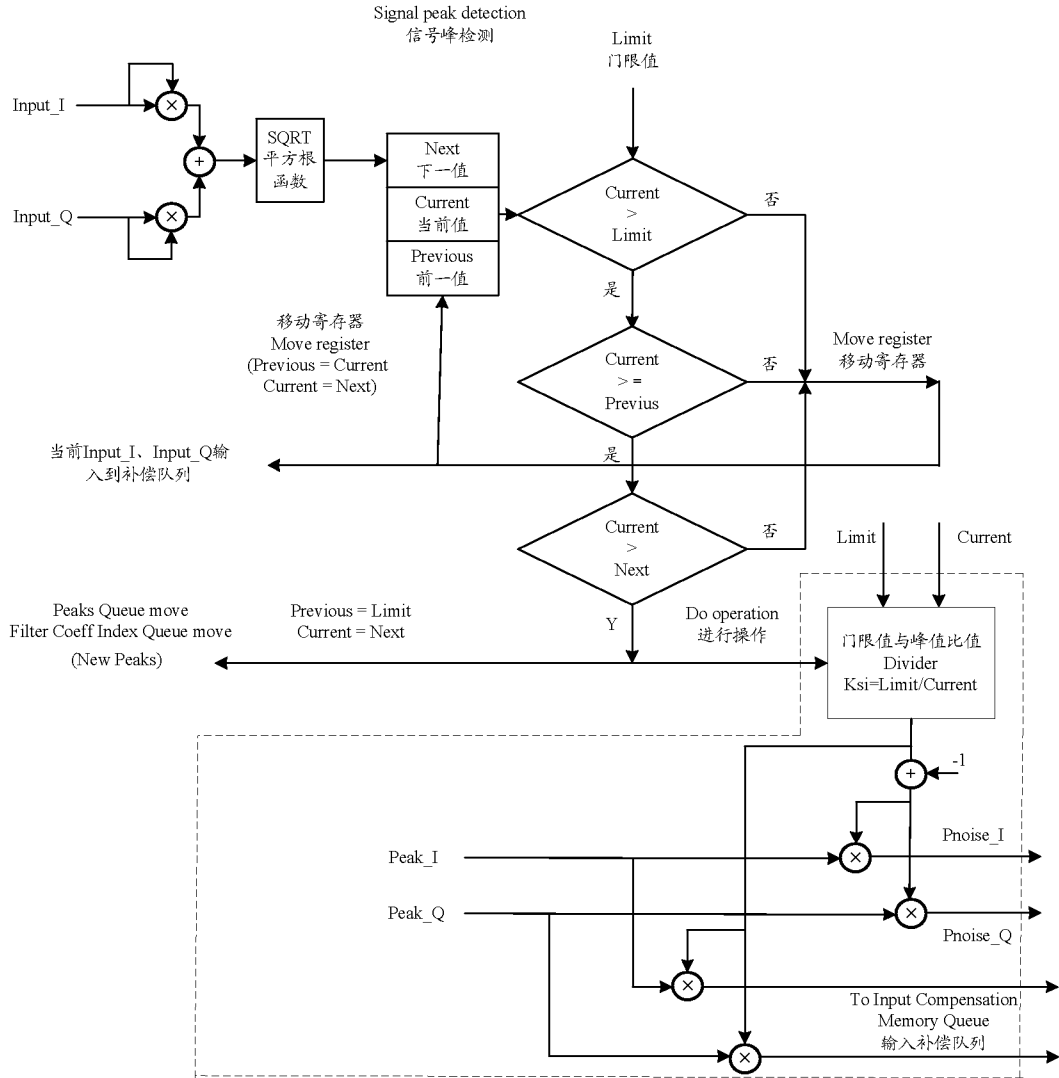 Signal peak detection
信号峰检测
Limit
门限值
Input_I
×
+
Input_Q
×
SQRT
平方根
函数
Next
下一值
Current
当前值
Previous
前一值
Current
>
Limit
否
是
移动寄存器
Move register
(Previous = Current
Current = Next)
Current
> =
Previus
否
Move register
移动寄存器
是
当前Input_I、Input_Q输
入到补偿队列
Current
>
Next
否
Limit
Current
Peaks Queue move
Filter Coeff Index Queue move
(New Peaks)
Previous = Limit
Current = Next
Y
Do operation
进行操作
门限值与峰值比值
Divider
Ksi=Limit/Current
+
-1
Peak_I
×
Pnoise_I
Peak_Q
×
Pnoise_Q
×
To Input Compensation
Memory Queue
输入补偿队列
×